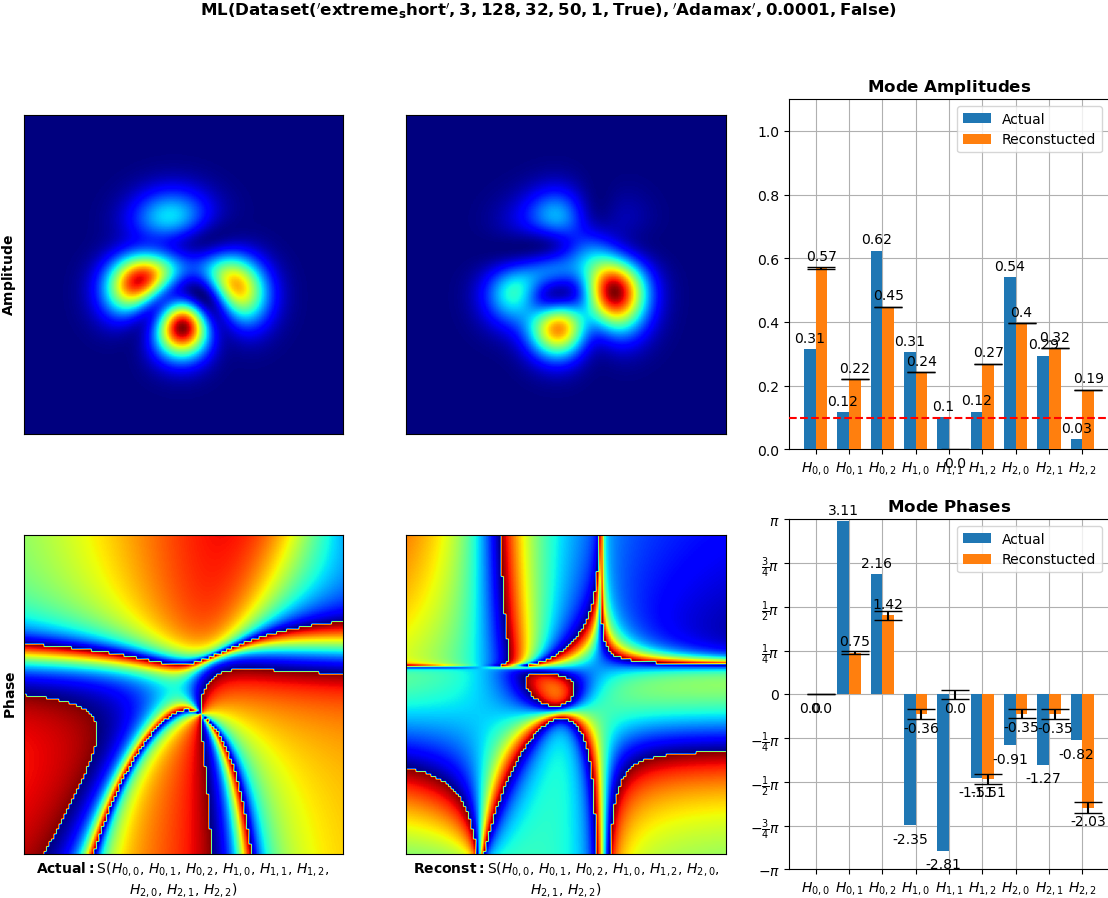 ML(Dataset('extreme_short', 3, 128, 32, 50, 1, True), 'Adamax', 0.0001, False)
Amplitude
Mode Amplitudes
Actual
Reconstucted
1.0
0.8
0.6
0.4
0.2
0.0
0.31
0.57
0.12
0.22
0.62
0.45
0.31
0.24
0.1
0.0
0.12
0.27
0.54
0.4
0.29
0.32
0.03
0.19
H0,0 H0,1 H0,2 H1,0 H1,1 H1,2 H2,0 H2,1 H2,2
Phase
Actual: S(H0,0, H0,1, H0,2, H1,0, H1,1, H1,2,
H2,0, H2,1, H2,2)
Reconst: S(H0,0, H0,1, H0,2, H1,0, H1,2, H2,0,
H2,1, H2,2)
Mode Phases
Actual
Reconstucted
π
3/4π
1/2π
1/4π
0
−1/4π
−1/2π
−3/4π
−π
0.0
0.0
3.11
0.75
2.16
1.42
-2.35
-0.36
-2.81
0.0
-1.51
-0.91
-0.35
-1.27
-0.35
-0.82
-2.03
H0,0 H0,1 H0,2 H1,0 H1,1 H1,2 H2,0 H2,1 H2,2